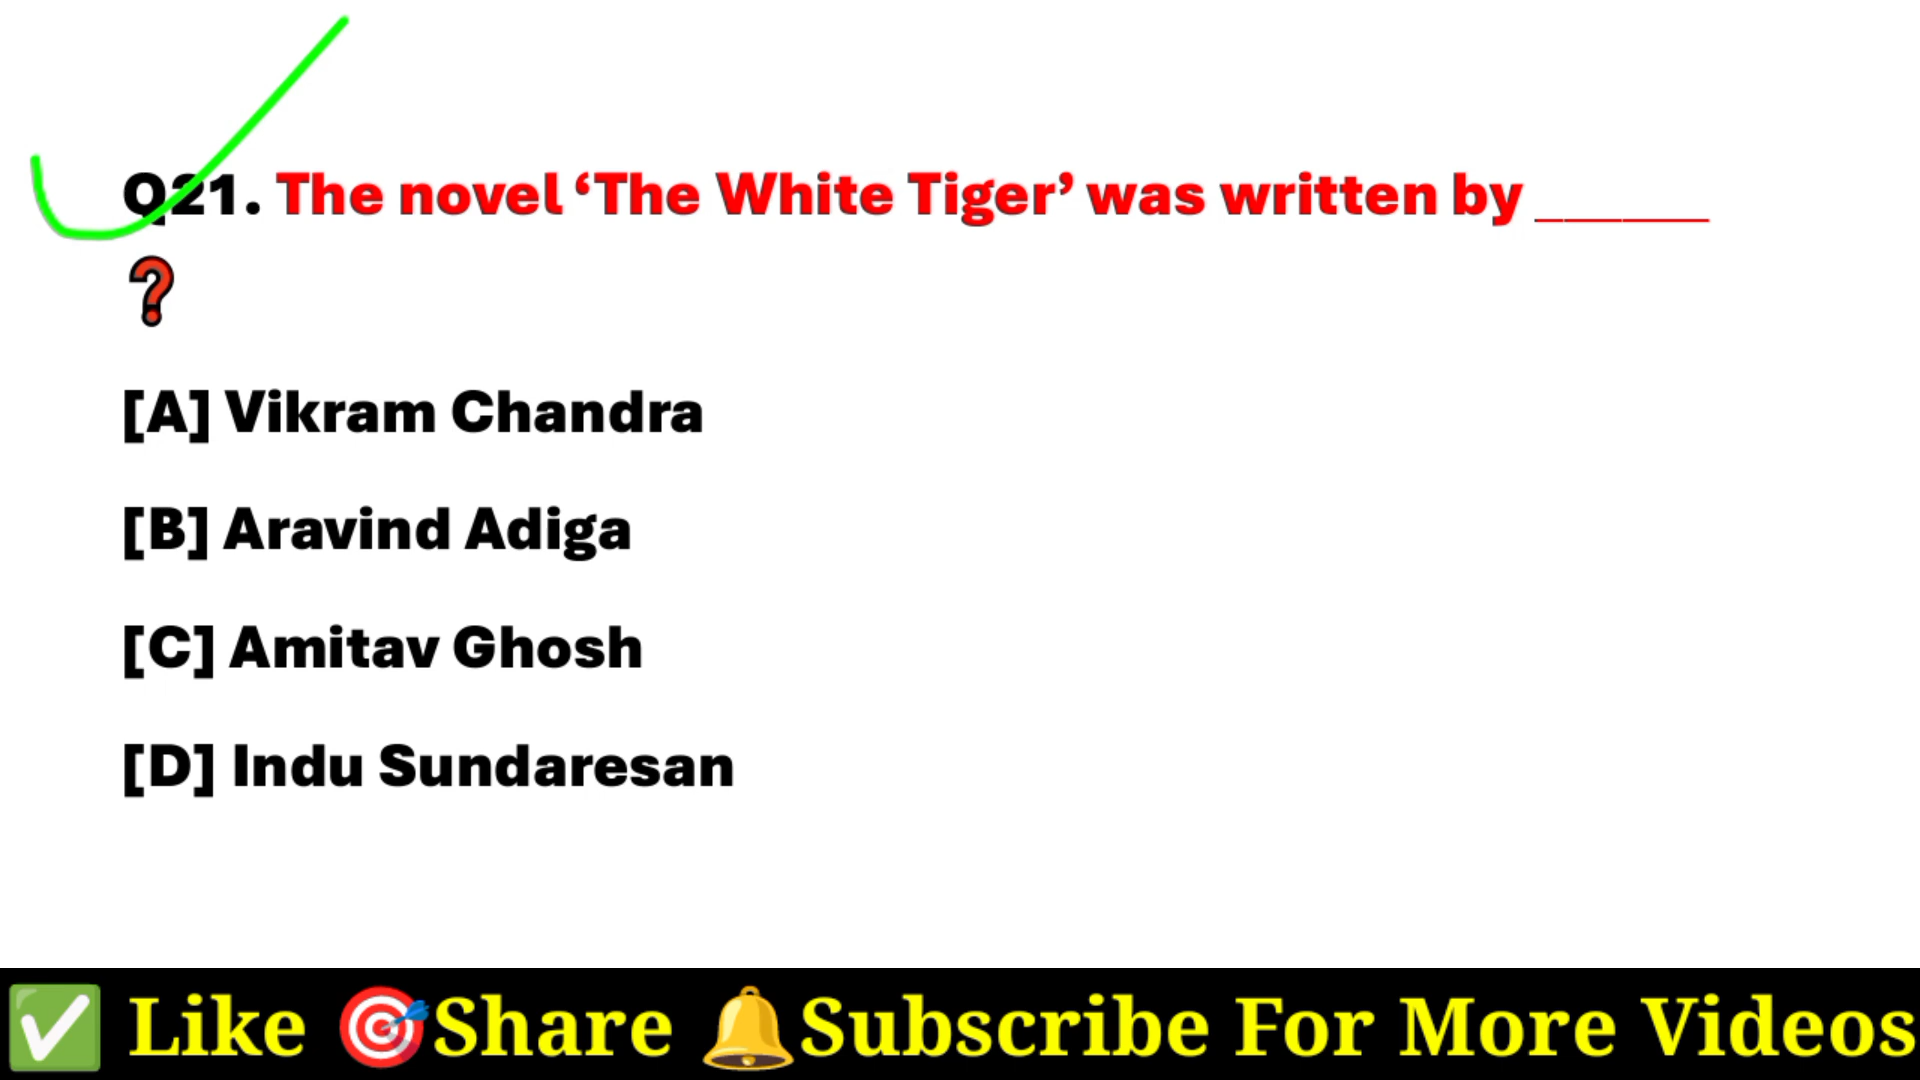 Q21. The novel ‘The White Tiger’ was written by ______
❓
[A] Vikram Chandra
[B] Aravind Adiga
[C] Amitav Ghosh
[D] Indu Sundaresan
✅ Like 🎯Share 🔔Subscribe For More Videos